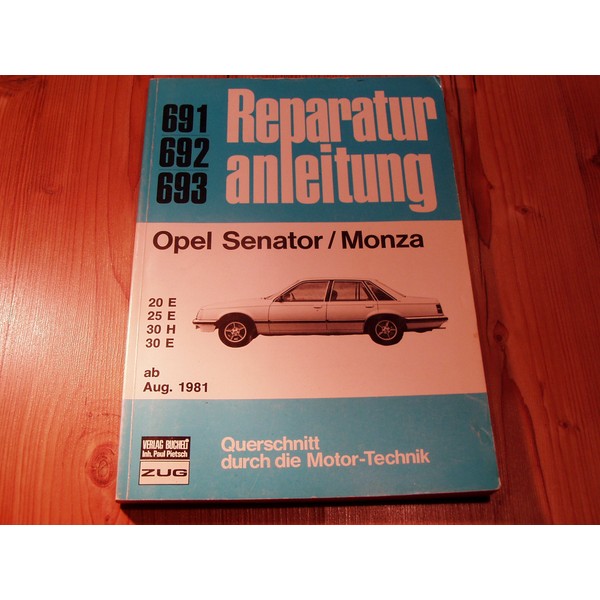 691
692
693
Reparatur
anleitung
Opel Senator / Monza
20 E
25 E
30 H
30 E
ab
Aug. 1981
VERLAG BUCHELI
Inh. Paul Pietsch
ZUG
Querschnitt
durch die Motor-Technik